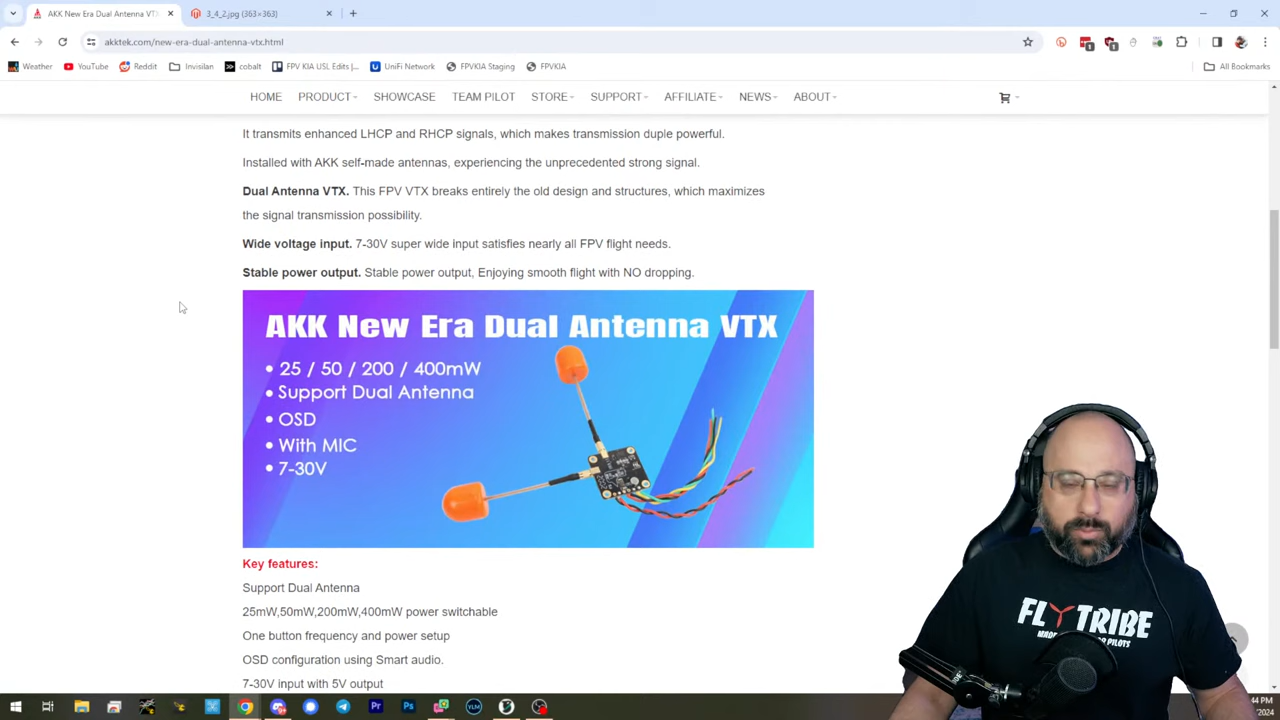 AKK New Era Dual Antenna VTX
3_4_2.jpg (363×363)
akktek.com/new-era-dual-antenna-vtx.html
Weather
YouTube
Reddit
Invisilan
cobalt
FPV KIA USL Edits |...
UniFi Network
FPVKIA Staging
FPVKIA
All Bookmarks
HOME
PRODUCT
SHOWCASE
TEAM PILOT
STORE
SUPPORT
AFFILIATE
NEWS
ABOUT
It transmits enhanced LHCP and RHCP signals, which makes transmission duple powerful.
Installed with AKK self-made antennas, experiencing the unprecedented strong signal.
Dual Antenna VTX. This FPV VTX breaks entirely the old design and structures, which maximizes
the signal transmission possibility.
Wide voltage input. 7-30V super wide input satisfies nearly all FPV flight needs.
Stable power output. Stable power output, Enjoying smooth flight with NO dropping.
AKK New Era Dual Antenna VTX
• 25 / 50 / 200 / 400mW
• Support Dual Antenna
• OSD
• With MIC
• 7-30V
Key features:
Support Dual Antenna
25mW,50mW,200mW,400mW power switchable
One button frequency and power setup
OSD configuration using Smart audio.
7-30V input with 5V output
FLYTRIBE